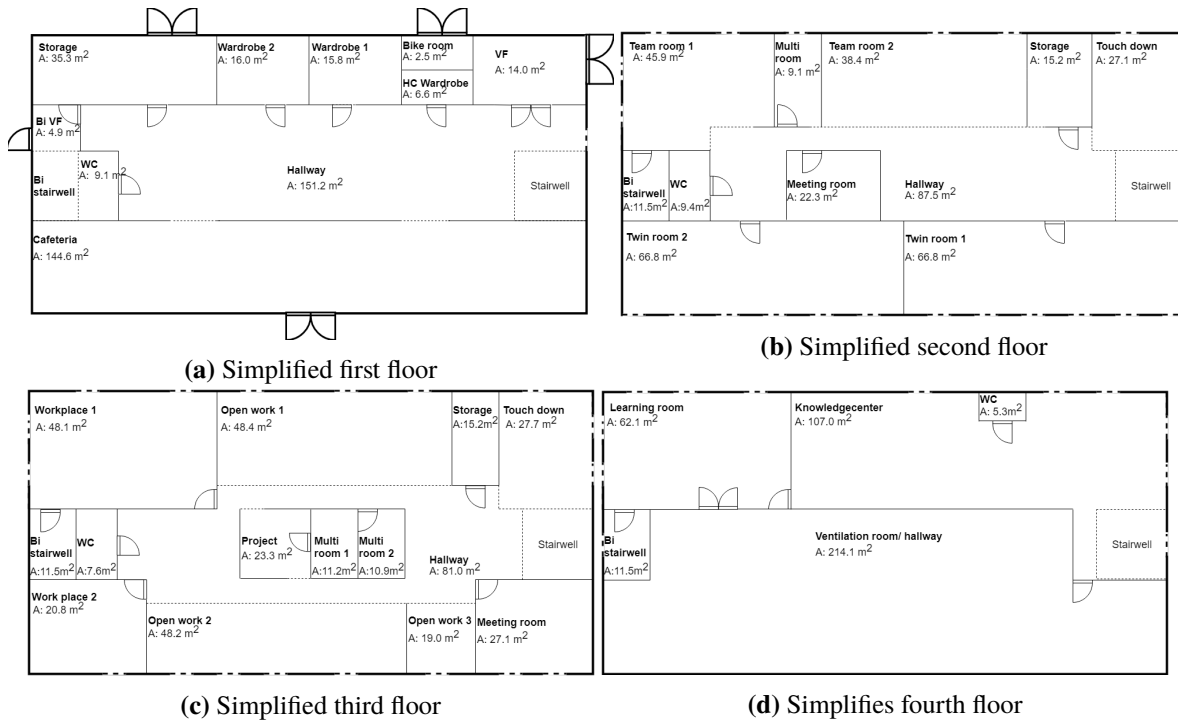 Storage
A: 35.3 m²
Wardrobe 2
A: 16.0 m²
Wardrobe 1
A: 15.8 m²
Bike room
A: 2.5 m²
HC Wardrobe
A: 6.6 m²
VF
A: 14.0 m²
Bi VF
A: 4.9 m²
WC
A: 9.1 m²
Bi
stairwell
Hallway
A: 151.2 m²
Stairwell
Cafeteria
A: 144.6 m²
(a) Simplified first floor
Team room 1
A: 45.9 m²
Multi
room
A: 9.1 m²
Team room 2
A: 38.4 m²
Storage
A: 15.2 m²
Touch down
A: 27.1 m²
Bi
stairwell
A:11.5m²
WC
A:9.4m²
Meeting room
A: 22.3 m²
Hallway
A: 87.5 m²
Stairwell
Twin room 2
A: 66.8 m²
Twin room 1
A: 66.8 m²
(b) Simplified second floor
Workplace 1
A: 48.1 m²
Open work 1
A: 48.4 m²
Storage
A:15.2m²
Touch down
A: 27.7 m²
Bi
stairwell
A:11.5m²
WC
A:7.6m²
Project
A: 23.3 m²
Multi
room 1
A:11.2m²
Multi
room 2
A:10.9m²
Hallway
A: 81.0 m²
Stairwell
Work place 2
A: 20.8 m²
Open work 2
A: 48.2 m²
Open work 3
A: 19.0 m²
Meeting room
A: 27.1 m²
(c) Simplified third floor
Learning room
A: 62.1 m²
Knowledgecenter
A: 107.0 m²
WC
A: 5.3m²
Bi
stairwell
A:11.5m²
Ventilation room/ hallway
A: 214.1 m²
Stairwell
(d) Simplifies fourth floor